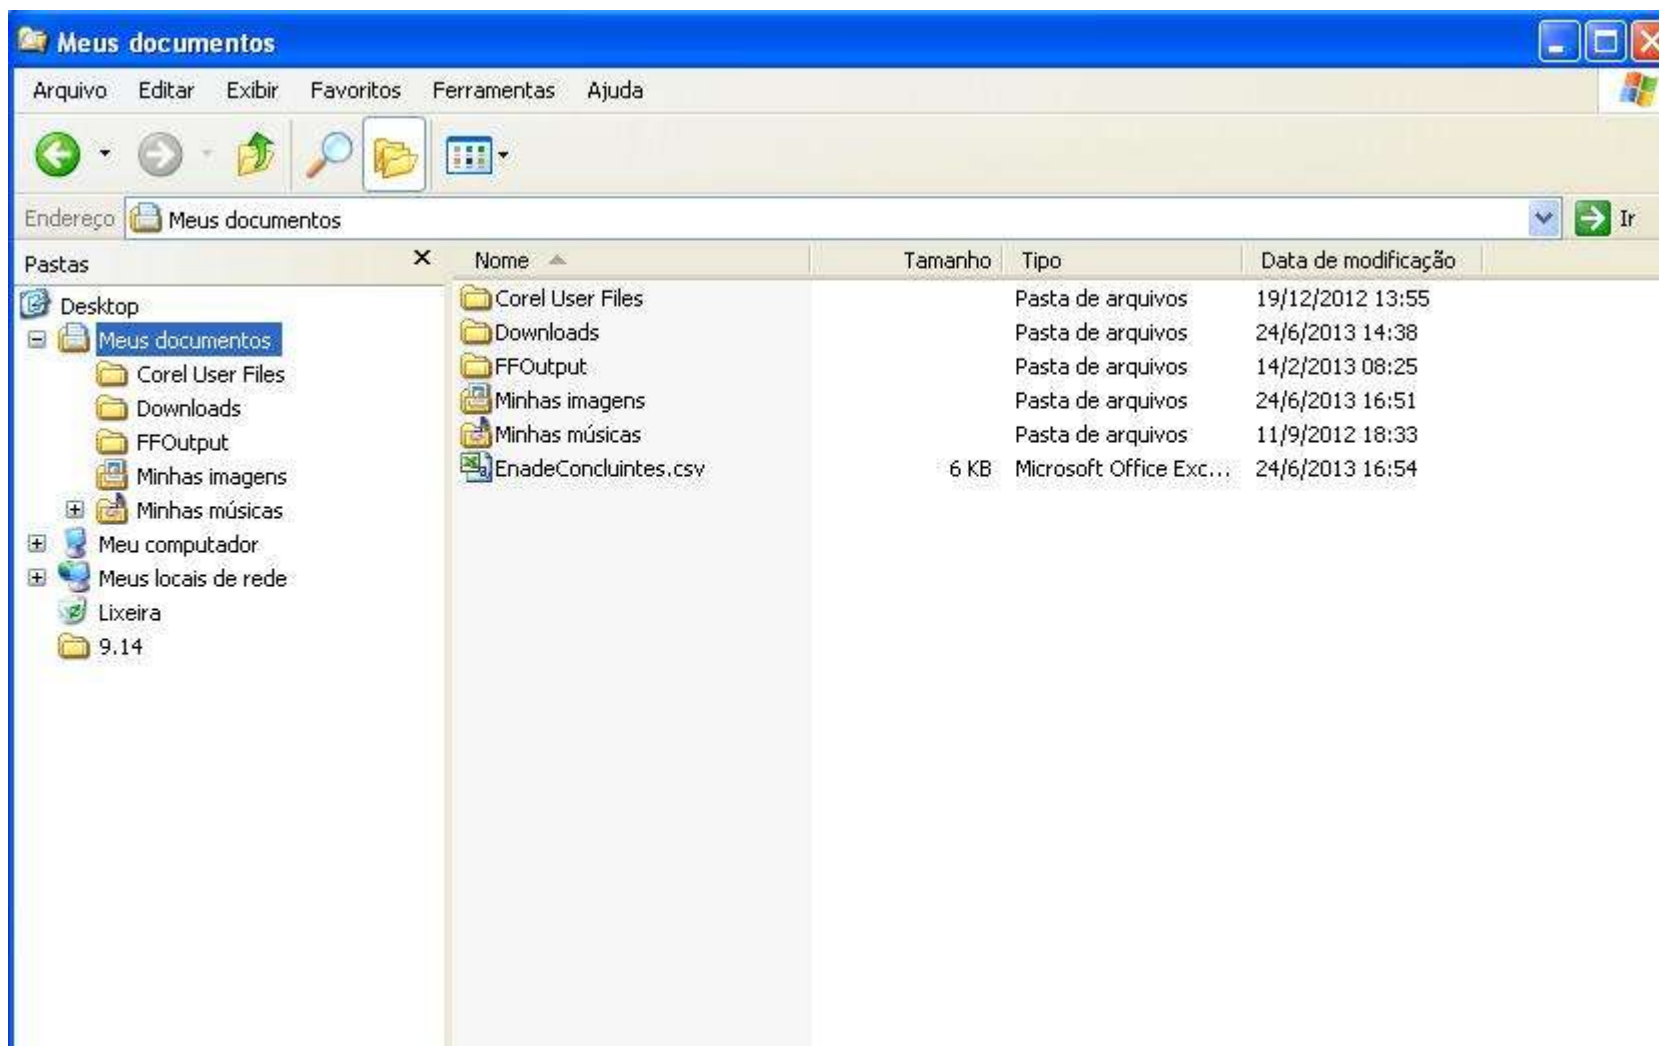 Meus documentos
Arquivo Editar Exibir Favoritos Ferramentas Ajuda
Endereço Meus documentos Ir
Pastas
Desktop
Meus documentos
Corel User Files
Downloads
FFOutput
Minhas imagens
Minhas músicas
Meu computador
Meus locais de rede
Lixeira
9.14
Nome Tamanho Tipo Data de modificação
Corel User Files Pasta de arquivos 19/12/2012 13:55
Downloads Pasta de arquivos 24/6/2013 14:38
FFOutput Pasta de arquivos 14/2/2013 08:25
Minhas imagens Pasta de arquivos 24/6/2013 16:51
Minhas músicas Pasta de arquivos 11/9/2012 18:33
EnadeConcluintes.csv 6 KB Microsoft Office Exc... 24/6/2013 16:54